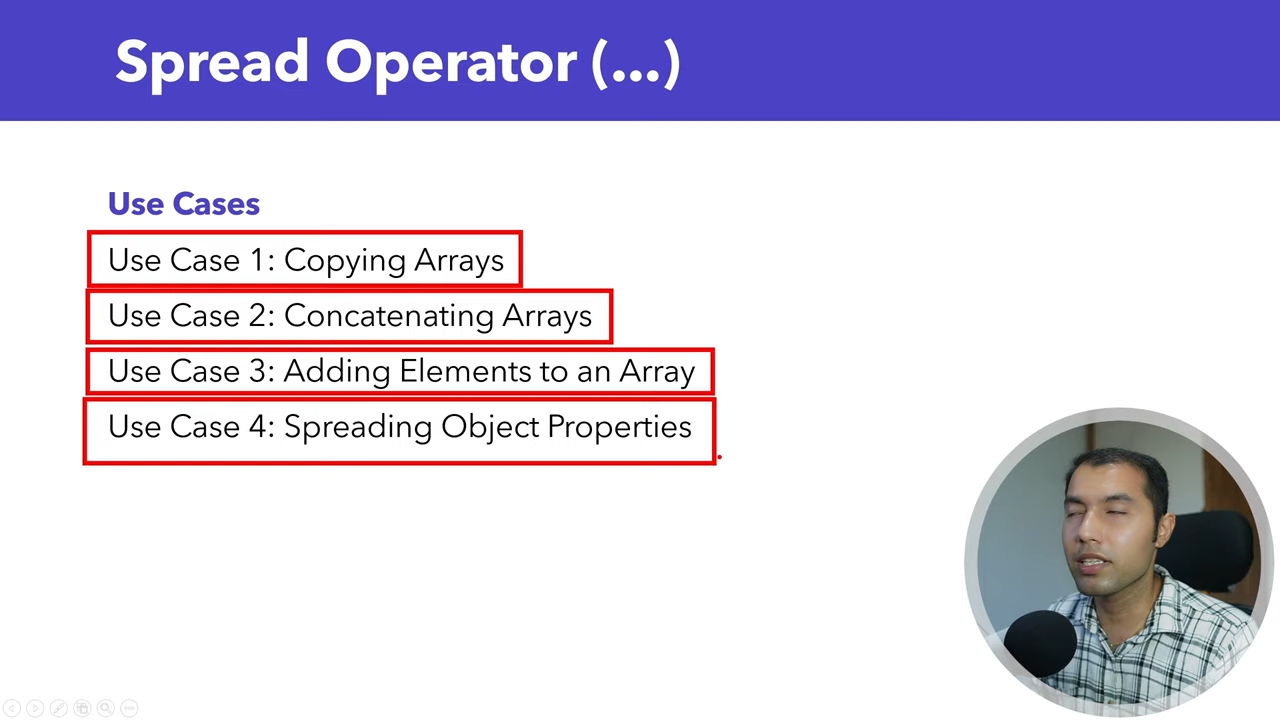 Spread Operator (...)
Use Cases
Use Case 1: Copying Arrays
Use Case 2: Concatenating Arrays
Use Case 3: Adding Elements to an Array
Use Case 4: Spreading Object Properties